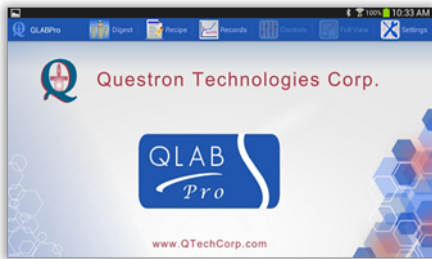 100% 10:33 AM
QLABPro Digest Recipe Records Controls Full View Settings
Questron Technologies Corp.
QLAB
Pro
www.QTechCorp.com